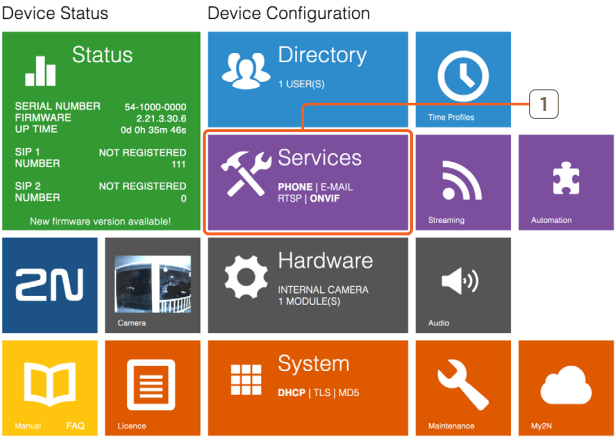 Device Status
Device Configuration
Status
SERIAL NUMBER 54-1000-0000
FIRMWARE 2.21.3.30.6
UP TIME 0d 0h 35m 46s
SIP 1 NOT REGISTERED
NUMBER 111
SIP 2 NOT REGISTERED
NUMBER 0
New firmware version available!
Directory
1 USER(S)
Time Profiles
1
Services
PHONE | E-MAIL
RTSP | ONVIF
Streaming
Automation
2N
Camera
Hardware
INTERNAL CAMERA
1 MODULE(S)
Audio
Manual FAQ
Licence
System
DHCP | TLS | MD5
Maintenance
My2N